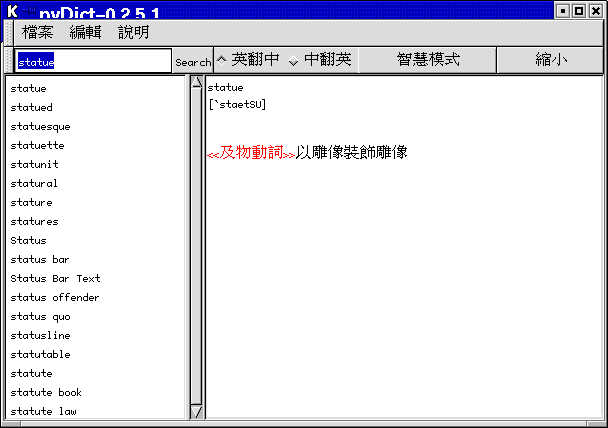 pyDict-0.2.5.1
檔案 編輯 說明
statue Search 英翻中 中翻英 智慧模式 縮小
statue
statued
statuesque
statuette
statunit
statural
stature
statures
Status
status bar
Status Bar Text
status offender
status quo
statusline
statutable
statute
statute book
statute law
statue
[`staetSU]
<<及物動詞>>以雕像裝飾雕像